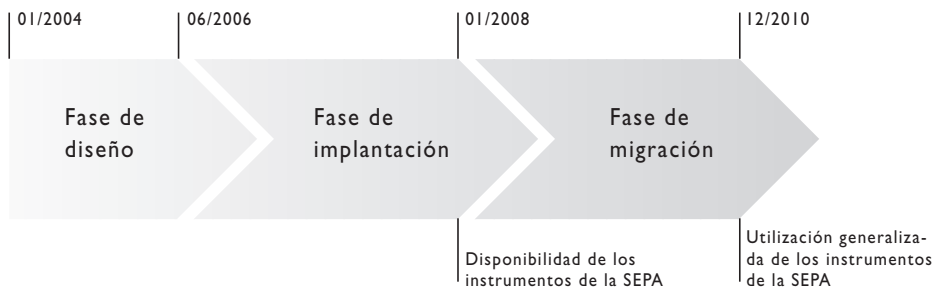 01/2004
06/2006
01/2008
12/2010
Fase de
diseño
Fase de
implantación
Fase de
migración
Disponibilidad de los
instrumentos de la SEPA
Utilización generaliza-
da de los instrumentos
de la SEPA